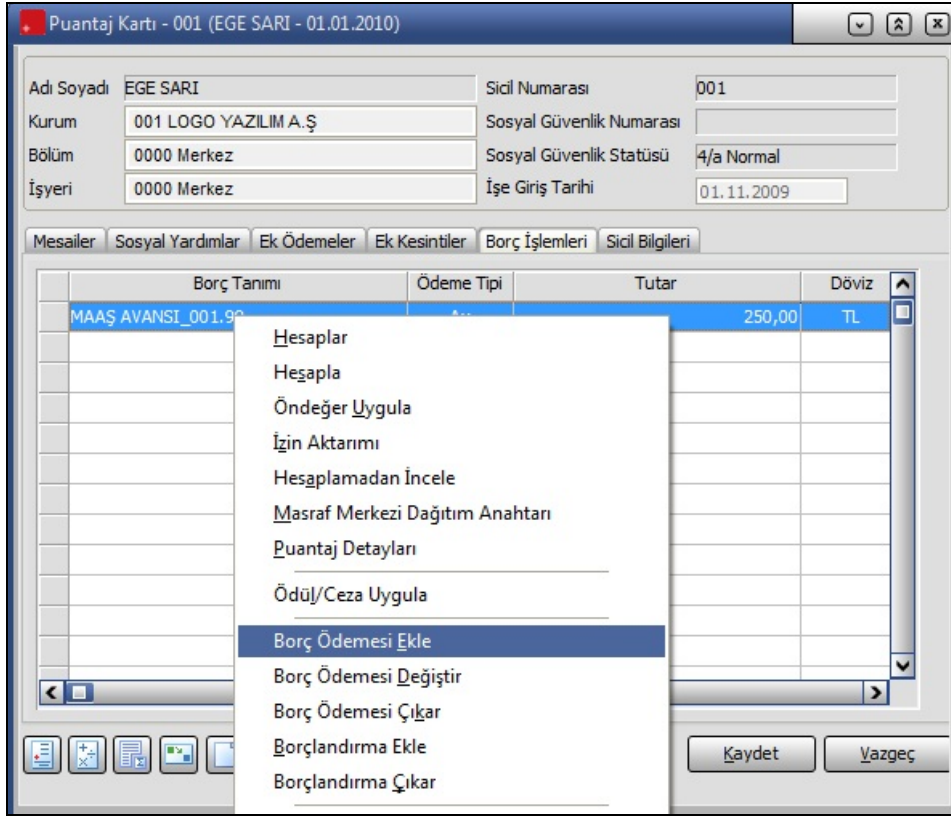 Puantaj Kartı - 001 (EGE SARI - 01.01.2010)
Adı Soyadı EGE SARI Sicil Numarası 001
Kurum 001 LOGO YAZILIM A.Ş Sosyal Güvenlik Numarası
Bölüm 0000 Merkez Sosyal Güvenlik Statüsü 4/a Normal
İşyeri 0000 Merkez İşe Giriş Tarihi 01.11.2009
Mesailer Sosyal Yardımlar Ek Ödemeler Ek Kesintiler Borç İşlemleri Sicil Bilgileri
Borç Tanımı Ödeme Tipi Tutar Döviz
MAAŞ AVANSI_001.99 250,00 TL
Hesaplar
Hesapla
Öndeğer Uygula
İzin Aktarımı
Hesaplamadan İncele
Masraf Merkezi Dağıtım Anahtarı
Puantaj Detayları
Ödül/Ceza Uygula
Borç Ödemesi Ekle
Borç Ödemesi Değiştir
Borç Ödemesi Çıkar
Borçlandırma Ekle
Borçlandırma Çıkar
Kaydet Vazgeç